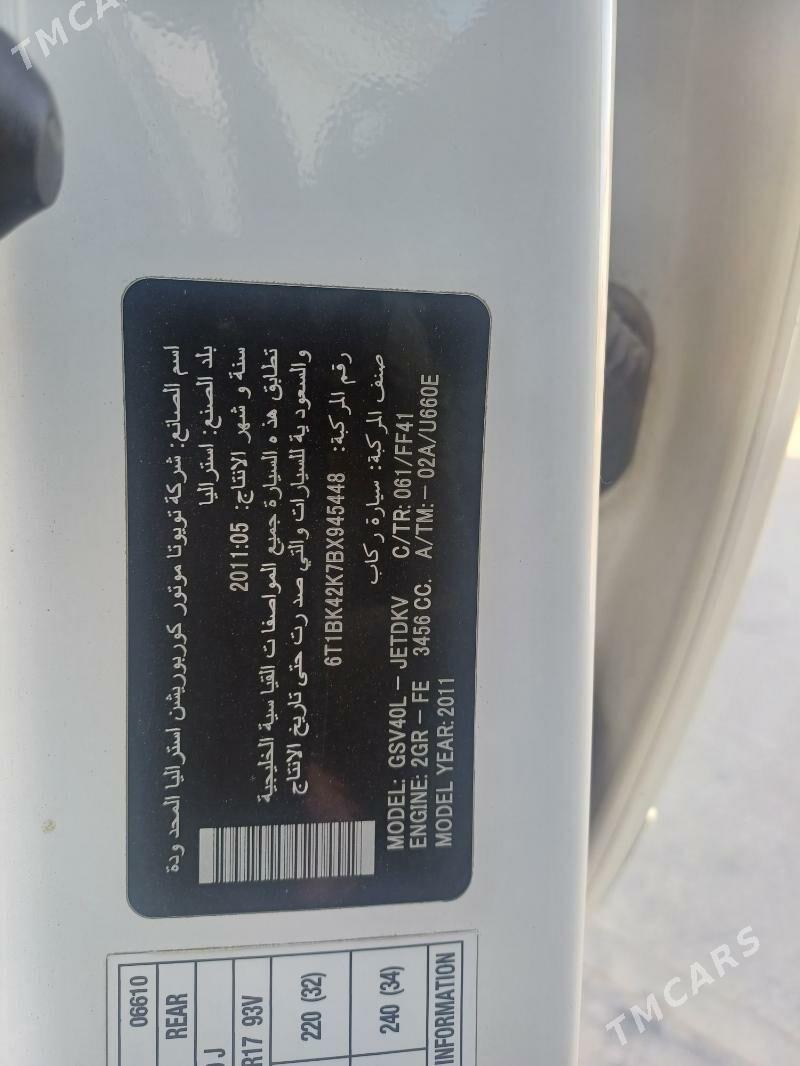 TMCARS
اسم الصانع: شركة تويوتا موتور كوربوريشن استراليا المحدودة
بلد الصنع: استراليا
سنة و شهر الانتاج: 2011:05
تطابق هذه السيارة جميع المواصفات القياسية الخليجية
والسعودية للسيارات والتي صدرت حتى تاريخ الانتاج
رقم المركبة: 6T1BK42K7BX945448
صنف المركبة: سيارة ركاب
MODEL: GSV40L - JETDKV C/TR: 061/FF41
ENGINE: 2GR - FE 3456 CC. A/TM: - 02A/U660E
MODEL YEAR: 2011
06610
REAR
J
R17 93V
220 (32)
240 (34)
INFORMATION
TMCARS